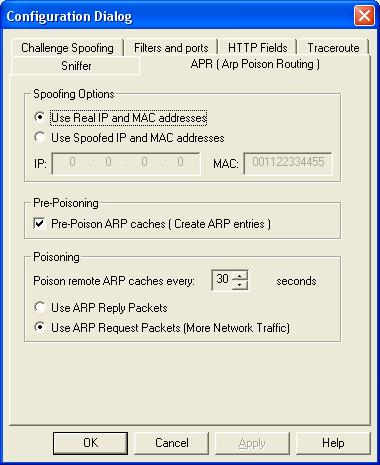 Configuration Dialog
Challenge Spoofing Filters and ports HTTP Fields Traceroute
Sniffer APR ( Arp Poison Routing )
Spoofing Options
Use Real IP and MAC addresses
Use Spoofed IP and MAC addresses
IP: 0 . 0 . 0 . 0 MAC: 001122334455
Pre-Poisoning
Pre-Poison ARP caches ( Create ARP entries )
Poisoning
Poison remote ARP caches every: 30 seconds
Use ARP Reply Packets
Use ARP Request Packets (More Network Traffic)
OK Cancel Apply Help